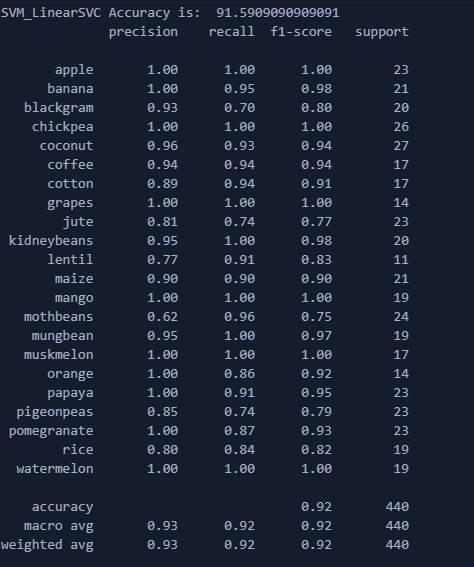 SVM_LinearSVC Accuracy is:  91.5909090909091
precision recall f1-score support
apple 1.00 1.00 1.00 23
banana 1.00 0.95 0.98 21
blackgram 0.93 0.70 0.80 20
chickpea 1.00 1.00 1.00 26
coconut 0.96 0.93 0.94 27
coffee 0.94 0.94 0.94 17
cotton 0.89 0.94 0.91 17
grapes 1.00 1.00 1.00 14
jute 0.81 0.74 0.77 23
kidneybeans 0.95 1.00 0.98 20
lentil 0.77 0.91 0.83 11
maize 0.90 0.90 0.90 21
mango 1.00 1.00 1.00 19
mothbeans 0.62 0.96 0.75 24
mungbean 0.95 1.00 0.97 19
muskmelon 1.00 1.00 1.00 17
orange 1.00 0.86 0.92 14
papaya 1.00 0.91 0.95 23
pigeonpeas 0.85 0.74 0.79 23
pomegranate 1.00 0.87 0.93 23
rice 0.80 0.84 0.82 19
watermelon 1.00 1.00 1.00 19
accuracy 0.92 440
macro avg 0.93 0.92 0.92 440
weighted avg 0.93 0.92 0.92 440